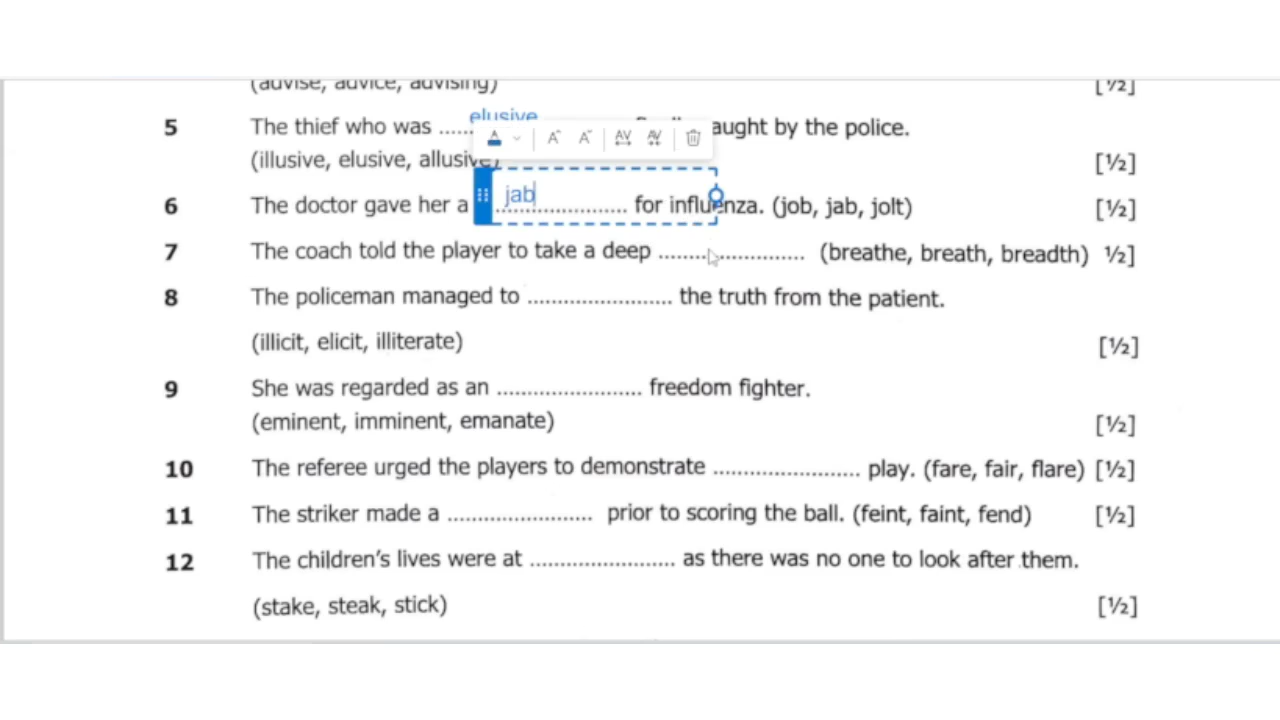 (advise, advice, advising) [½]
elusive
5 The thief who was ..... finally caught by the police.
(illusive, elusive, allusive) [½]
jab
6 The doctor gave her a ...................... for influenza. (job, jab, jolt) [½]
7 The coach told the player to take a deep ........................ (breathe, breath, breadth) ½]
8 The policeman managed to ........................ the truth from the patient.
(illicit, elicit, illiterate) [½]
9 She was regarded as an ........................ freedom fighter.
(eminent, imminent, emanate) [½]
10 The referee urged the players to demonstrate ........................ play. (fare, fair, flare) [½]
11 The striker made a ........................ prior to scoring the ball. (feint, faint, fend) [½]
12 The children's lives were at ........................ as there was no one to look after them.
(stake, steak, stick) [½]